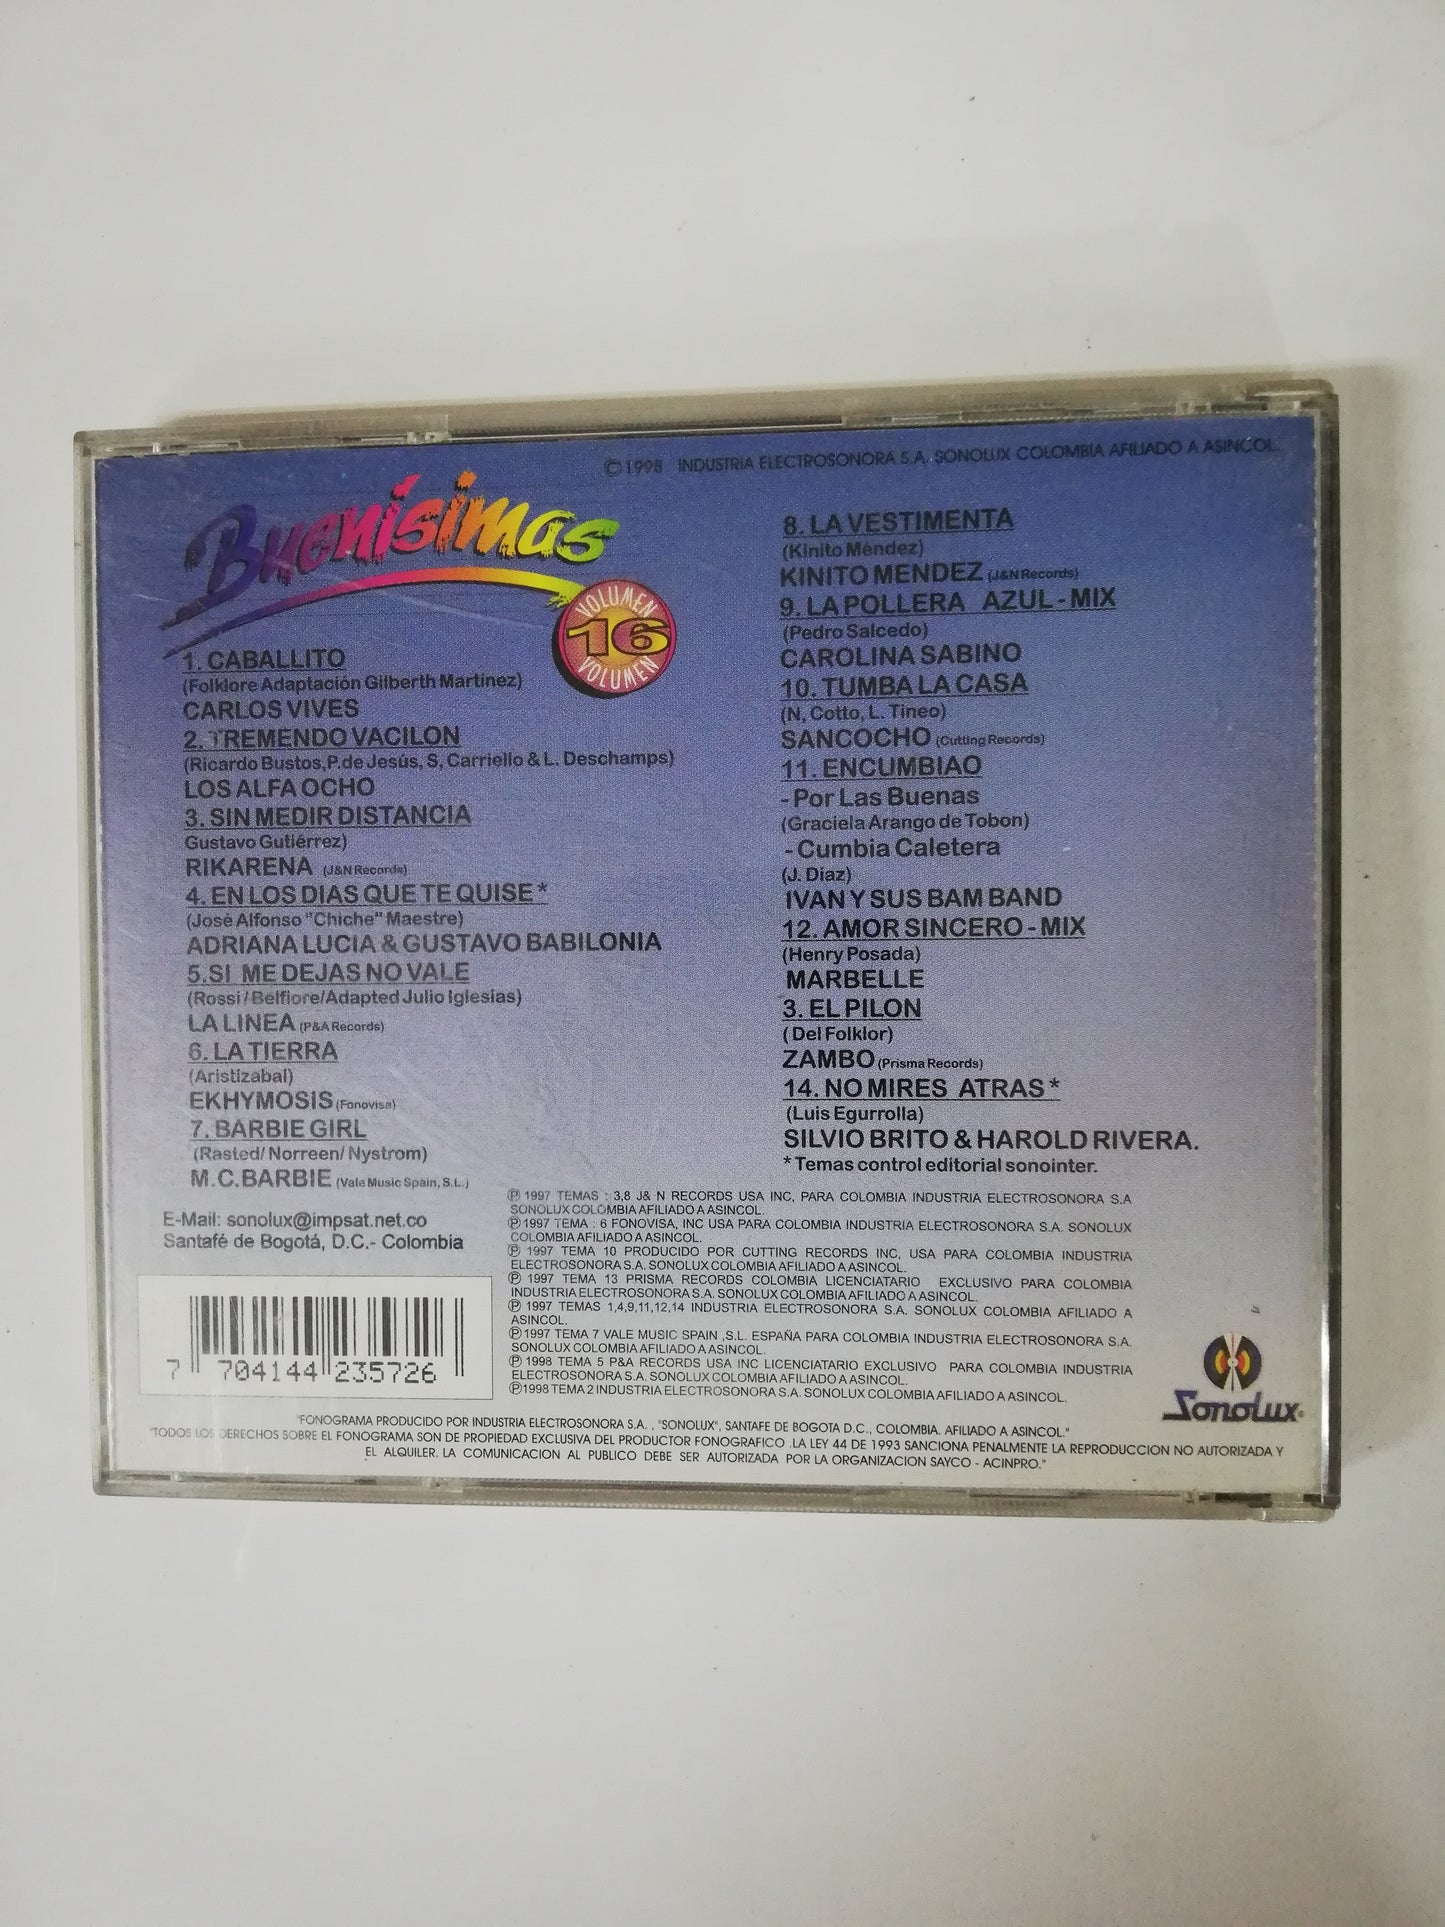 ©1998 INDUSTRIA ELECTROSONORA S.A. SONOLUX COLOMBIA AFILIADO A ASINCOL.
Buenísimas
VOLUMEN
16
VOLUMEN
1. CABALLITO
(Folklore Adaptación Gilberth Martínez)
CARLOS VIVES
2. TREMENDO VACILON
(Ricardo Bustos,P.de Jesús, S, Carriello & L. Deschamps)
LOS ALFA OCHO
3. SIN MEDIR DISTANCIA
Gustavo Gutiérrez)
RIKARENA (J&N Records)
4. EN LOS DIAS QUE TE QUISE *
(José Alfonso "Chiche" Maestre)
ADRIANA LUCIA & GUSTAVO BABILONIA
5.SI ME DEJAS NO VALE
(Rossi/Belfiore/Adapted Julio Iglesias)
LA LINEA (P&A Records)
6. LA TIERRA
(Aristizabal)
EKHYMOSIS (Fonovisa)
7. BARBIE GIRL
(Rasted/ Norreen/ Nystrom)
M.C.BARBIE (Vale Music Spain, S.L.)
8. LA VESTIMENTA
(Kinito Méndez)
KINITO MENDEZ (J&N Records)
9. LA POLLERA AZUL - MIX
(Pedro Salcedo)
CAROLINA SABINO
10. TUMBA LA CASA
(N, Cotto, L. Tineo)
SANCOCHO (Cutting Records)
11. ENCUMBIAO
- Por Las Buenas
(Graciela Arango de Tobon)
- Cumbia Caletera
(J. Diaz)
IVAN Y SUS BAM BAND
12. AMOR SINCERO - MIX
(Henry Posada)
MARBELLE
3. EL PILON
( Del Folklor)
ZAMBO (Prisma Records)
14. NO MIRES ATRAS *
(Luis Egurrolla)
SILVIO BRITO & HAROLD RIVERA.
* Temas control editorial sonointer.
E-Mail: sonolux@impsat.net.co
Santafé de Bogotá, D.C.- Colombia
7 704144 235726
℗ 1997 TEMAS : 3,8 J& N RECORDS USA INC, PARA COLOMBIA INDUSTRIA ELECTROSONORA S.A
SONOLUX COLOMBIA AFILIADO A ASINCOL.
℗ 1997 TEMA : 6 FONOVISA, INC USA PARA COLOMBIA INDUSTRIA ELECTROSONORA S.A. SONOLUX
COLOMBIA AFILIADO A ASINCOL.
℗ 1997 TEMA 10 PRODUCIDO POR CUTTING RECORDS INC, USA PARA COLOMBIA INDUSTRIA
ELECTROSONORA S.A. SONOLUX COLOMBIA AFILIADO A ASINCOL.
℗ 1997 TEMA 13 PRISMA RECORDS COLOMBIA LICENCIATARIO EXCLUSIVO PARA COLOMBIA
INDUSTRIA ELECTROSONORA S.A. SONOLUX COLOMBIA AFILIADO A ASINCOL.
℗ 1997 TEMAS 1,4,9,11,12,14 INDUSTRIA ELECTROSONORA S.A. SONOLUX COLOMBIA AFILIADO A
ASINCOL.
℗ 1997 TEMA 7 VALE MUSIC SPAIN ,S.L. ESPAÑA PARA COLOMBIA INDUSTRIA ELECTROSONORA S.A.
SONOLUX COLOMBIA AFILIADO A ASINCOL.
℗ 1998 TEMA 5 P&A RECORDS USA INC LICENCIATARIO EXCLUSIVO PARA COLOMBIA INDUSTRIA
ELECTROSONORA S.A. SONOLUX COLOMBIA AFILIADO A ASINCOL.
℗1998 TEMA 2 INDUSTRIA ELECTROSONORA S.A. SONOLUX COLOMBIA AFILIADO A ASINCOL.
Sonolux®
"FONOGRAMA PRODUCIDO POR INDUSTRIA ELECTROSONORA S.A. , "SONOLUX", SANTAFE DE BOGOTA D.C., COLOMBIA. AFILIADO A ASINCOL."
"TODOS LOS DERECHOS SOBRE EL FONOGRAMA SON DE PROPIEDAD EXCLUSIVA DEL PRODUCTOR FONOGRAFICO .LA LEY 44 DE 1993 SANCIONA PENALMENTE LA REPRODUCCION NO AUTORIZADA Y
EL ALQUILER. LA COMUNICACION AL PUBLICO DEBE SER AUTORIZADA POR LA ORGANIZACION SAYCO - ACINPRO."